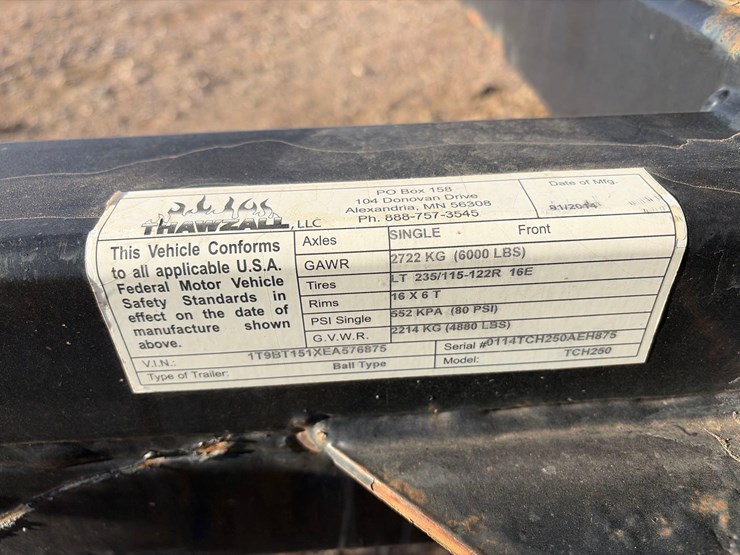 THAWZALL, LLC
PO Box 158
104 Donovan Drive
Alexandria, MN 56308
Ph. 888-757-3545
Date of Mfg.
01/2014
This Vehicle Conforms
to all applicable U.S.A.
Federal Motor Vehicle
Safety Standards in
effect on the date of
manufacture shown
above.
Axles SINGLE Front
GAWR 2722 KG (6000 LBS)
Tires LT 235/115-122R 16E
Rims 16 X 6 T
PSI Single 552 KPA (80 PSI)
G.V.W.R. 2214 KG (4880 LBS)
V.I.N.: 1T9BT151XEA576875 Serial #0114TCH250AEH875
Type of Trailer: Ball Type Model: TCH250